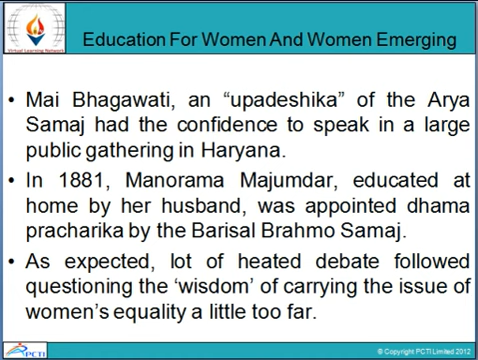 Virtual Learning Network
Education For Women And Women Emerging
• Mai Bhagawati, an “upadeshika” of the Arya
Samaj had the confidence to speak in a large
public gathering in Haryana.
• In 1881, Manorama Majumdar, educated at
home by her husband, was appointed dhama
pracharika by the Barisal Brahmo Samaj.
• As expected, lot of heated debate followed
questioning the ‘wisdom’ of carrying the issue of
women’s equality a little too far.
PCTI
© Copyright PCTI Limited 2012